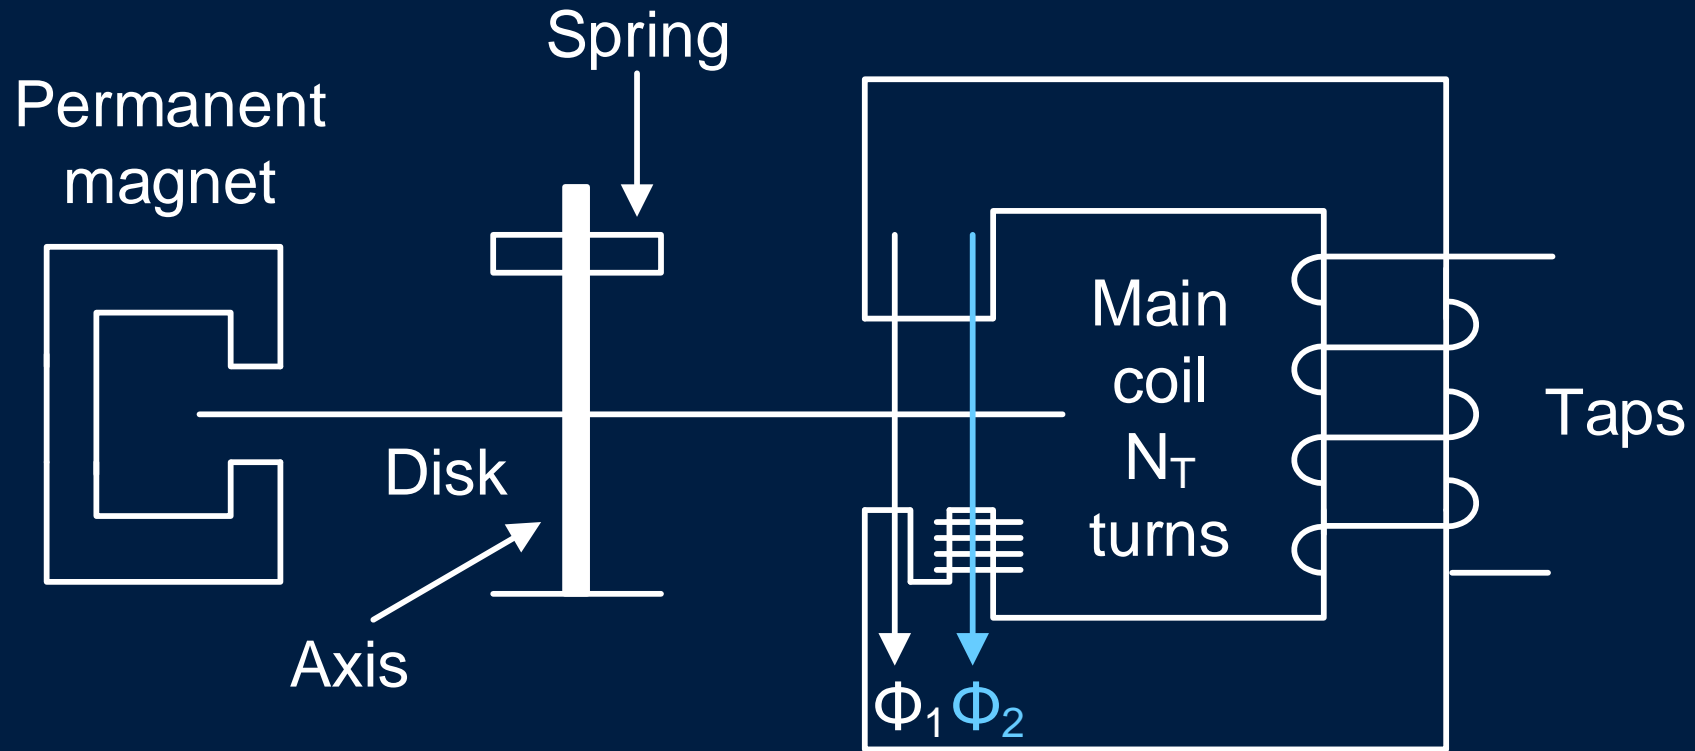 Spring
Permanent
magnet
Main
coil
N_T
turns
Taps
Disk
Axis
Φ₁
Φ₂